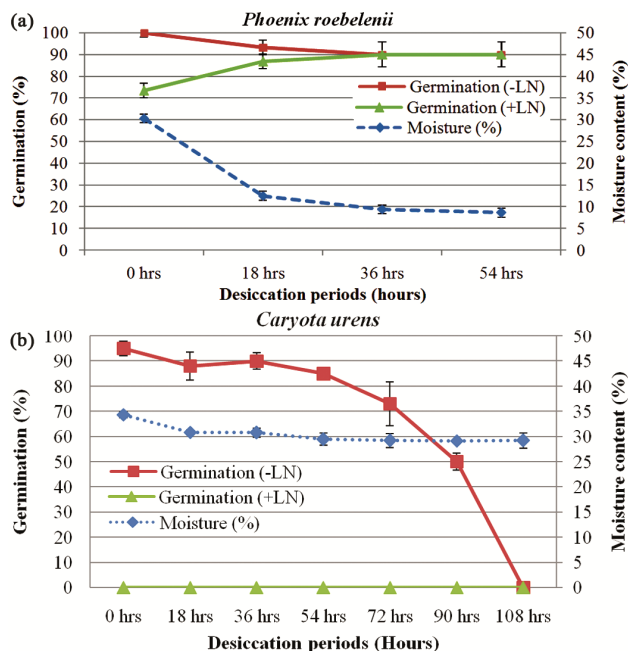 (a)
Phoenix roebelenii
Germination (%)
100
90
80
70
60
50
40
30
20
10
0
Germination (-LN)
Germination (+LN)
Moisture (%)
50
45
40
35
30
25
20
15
10
5
0
Moisture content (%)
0 hrs 18 hrs 36 hrs 54 hrs
Desiccation periods (hours)
(b)
Caryota urens
Germination (%)
100
90
80
70
60
50
40
30
20
10
0
Germination (-LN)
Germination (+LN)
Moisture (%)
50
45
40
35
30
25
20
15
10
5
0
Moisture content (%)
0 hrs 18 hrs 36 hrs 54 hrs 72 hrs 90 hrs 108 hrs
Desiccation periods (Hours)